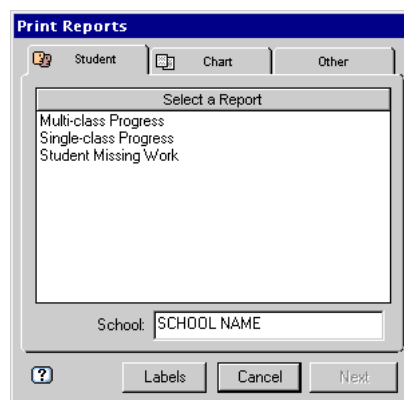 Print Reports
Student Chart Other
Select a Report
Multi-class Progress
Single-class Progress
Student Missing Work
School: SCHOOL NAME
? Labels Cancel Next